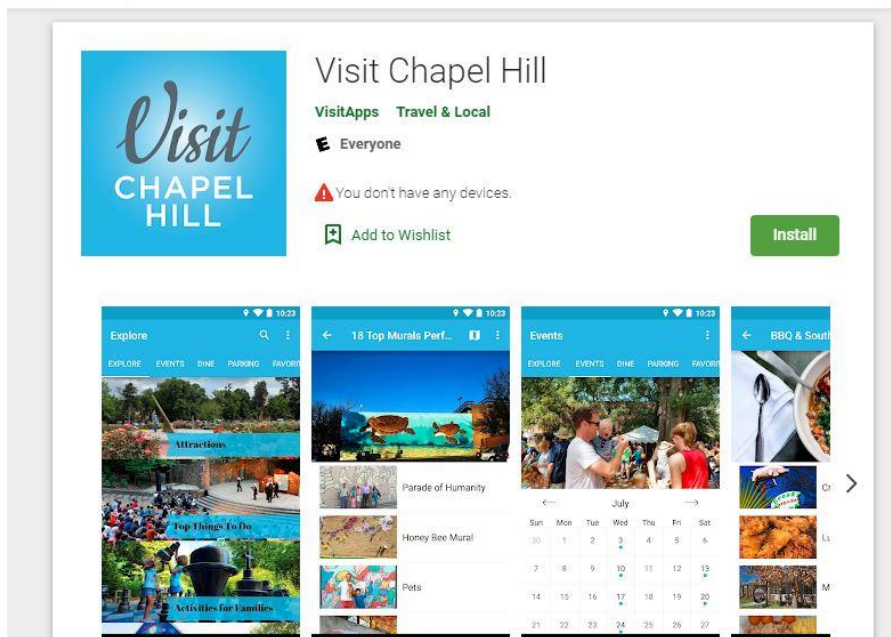 Visit
CHAPEL
HILL
Visit Chapel Hill
VisitApps Travel & Local
E Everyone
You don't have any devices.
Add to Wishlist
Install
10:23
Explore
EXPLORE EVENTS DINE PARKING FAVORI
Attractions
Top Things To Do
Activities for Families
10:23
18 Top Murals Perf...
Parade of Humanity
Honey Bee Mural
Pets
10:23
Events
EXPLORE EVENTS DINE PARKING FAVORI
July
Sun Mon Tue Wed Thu Fri Sat
30 1 2 3 4 5 6
7 8 9 10 11 12 13
14 15 16 17 18 19 20
21 22 23 24 25 26 27
BBQ & South